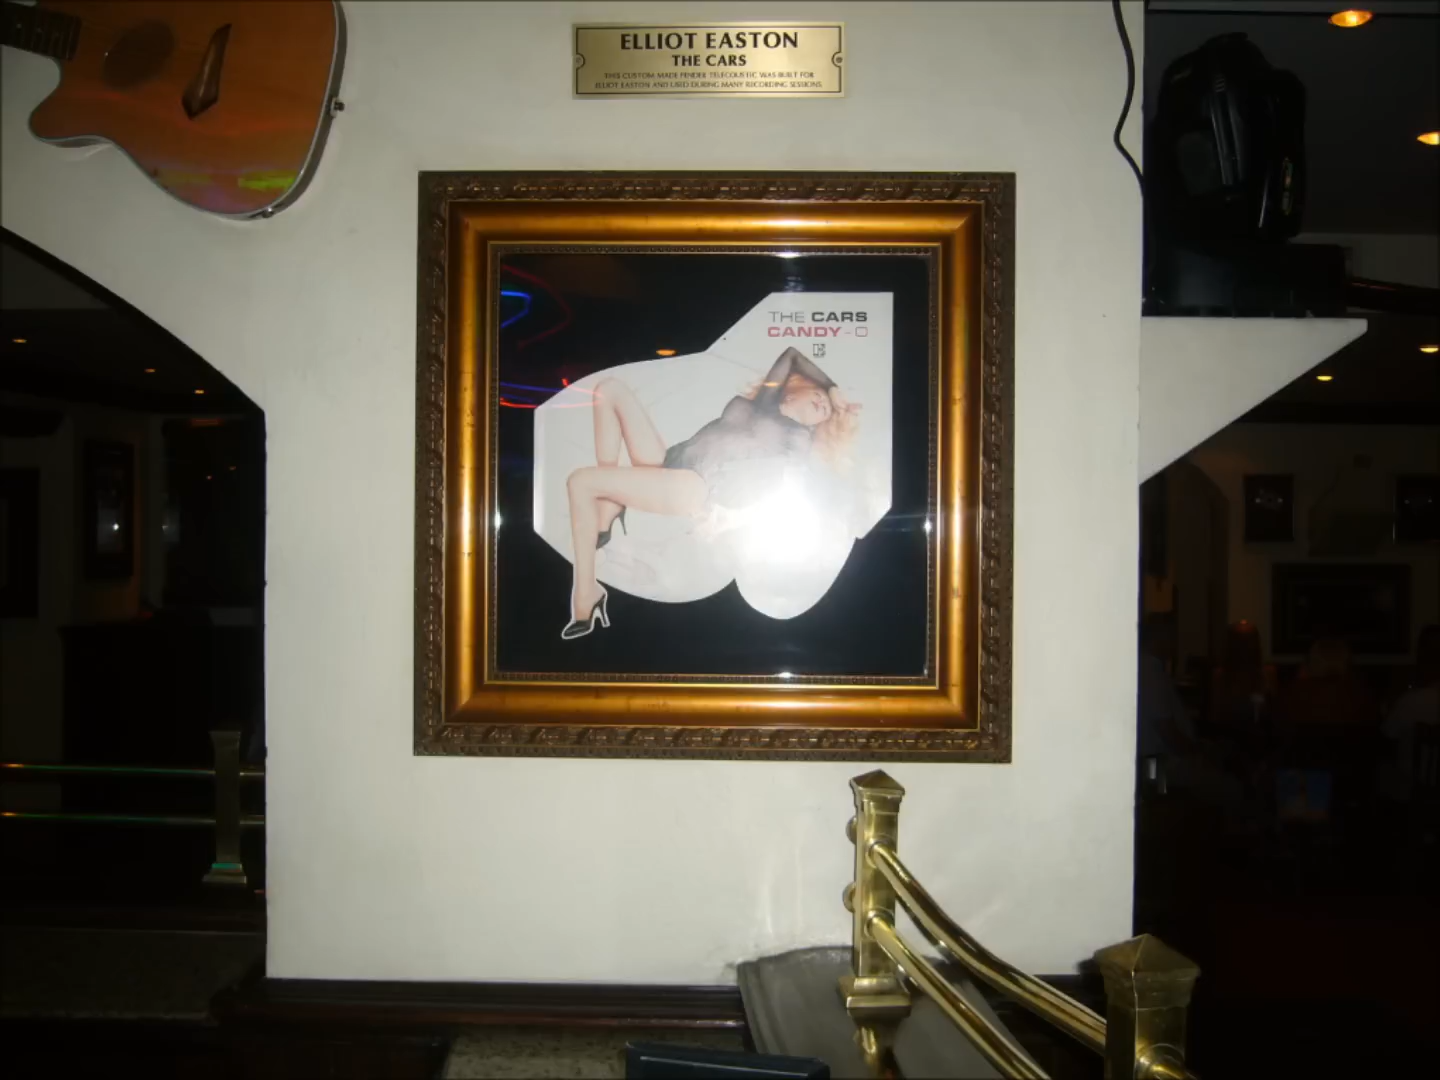 ELLIOT EASTON
THE CARS
THIS CUSTOM MADE FENDER TELECOUSTIC WAS BUILT FOR
ELLIOT EASTON AND USED DURING MANY RECORDING SESSIONS
THE CARS
CANDY-O